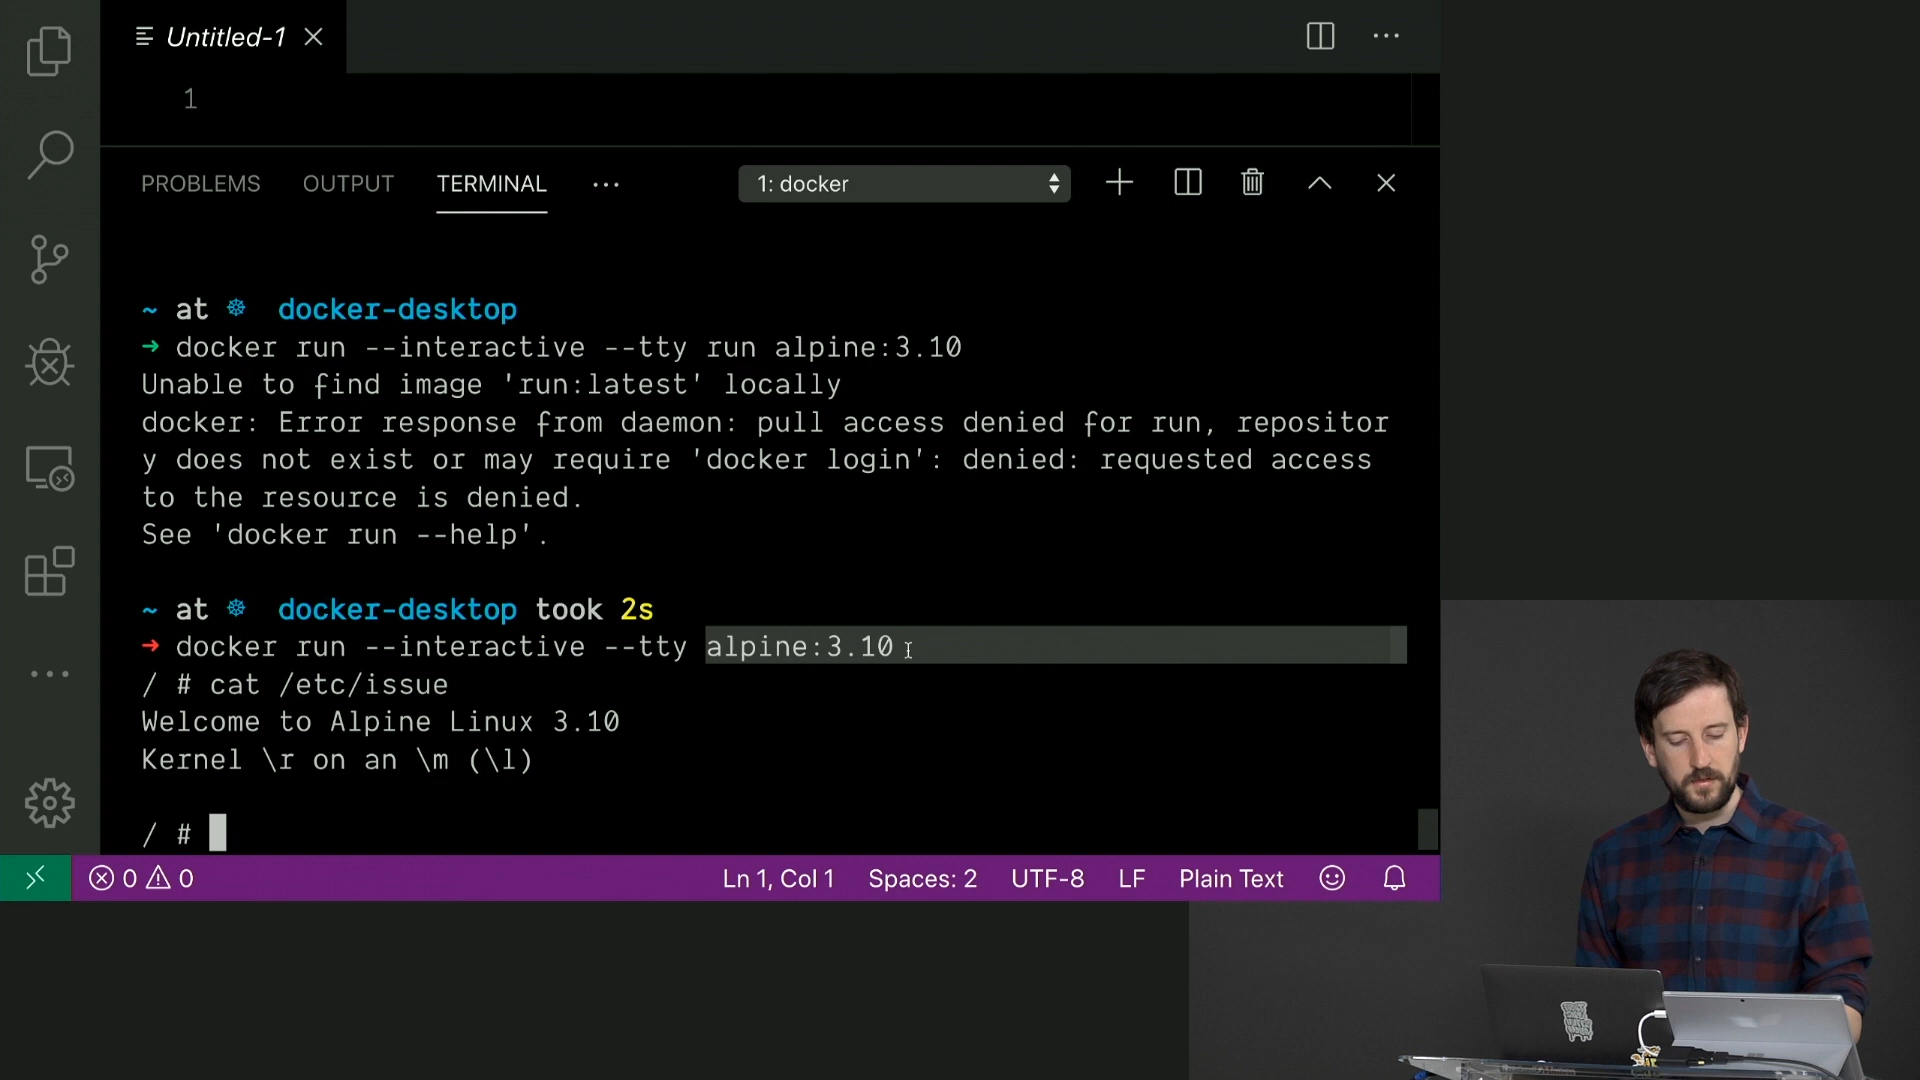 Untitled-1
1
PROBLEMS OUTPUT TERMINAL ... 1: docker
~ at ☸ docker-desktop
➜ docker run --interactive --tty run alpine:3.10
Unable to find image 'run:latest' locally
docker: Error response from daemon: pull access denied for run, repositor
y does not exist or may require 'docker login': denied: requested access
to the resource is denied.
See 'docker run --help'.
~ at ☸ docker-desktop took 2s
➜ docker run --interactive --tty alpine:3.10
/ # cat /etc/issue
Welcome to Alpine Linux 3.10
Kernel \r on an \m (\l)
/ #
0 0 Ln 1, Col 1 Spaces: 2 UTF-8 LF Plain Text